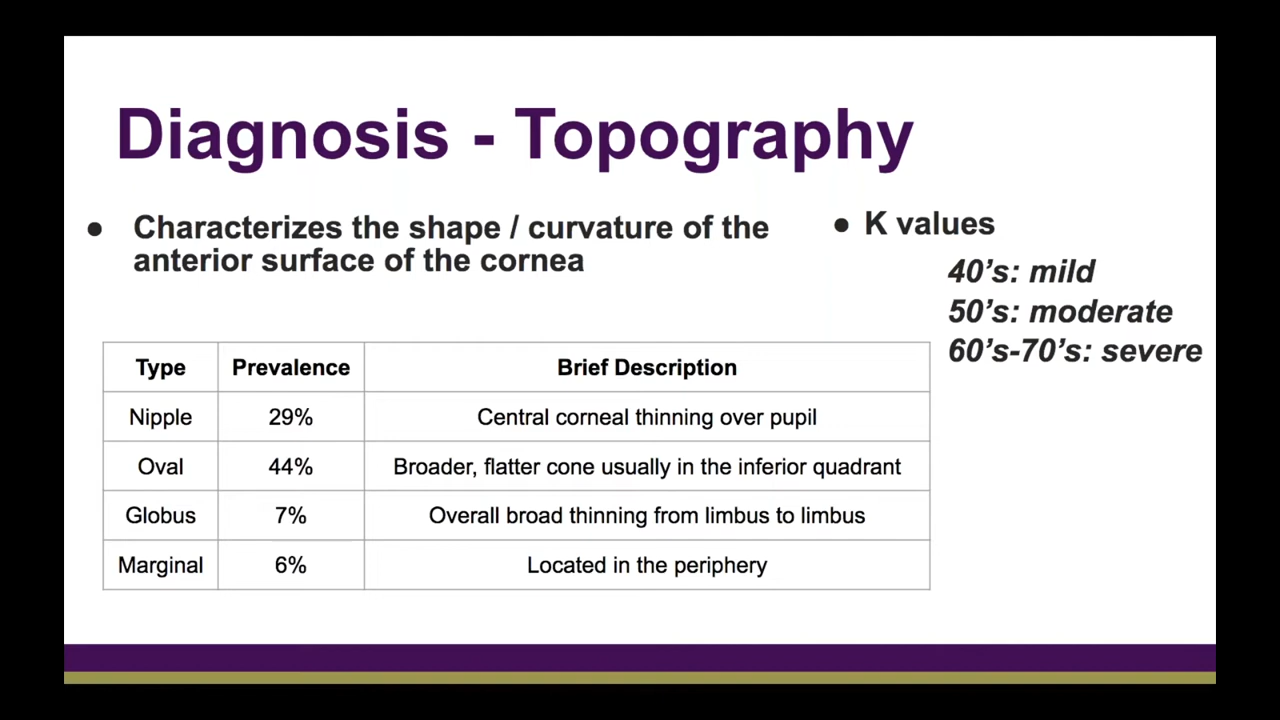 Diagnosis - Topography
● Characterizes the shape / curvature of the
anterior surface of the cornea
● K values
40’s: mild
50’s: moderate
60’s-70’s: severe
Type Prevalence Brief Description
Nipple 29% Central corneal thinning over pupil
Oval 44% Broader, flatter cone usually in the inferior quadrant
Globus 7% Overall broad thinning from limbus to limbus
Marginal 6% Located in the periphery